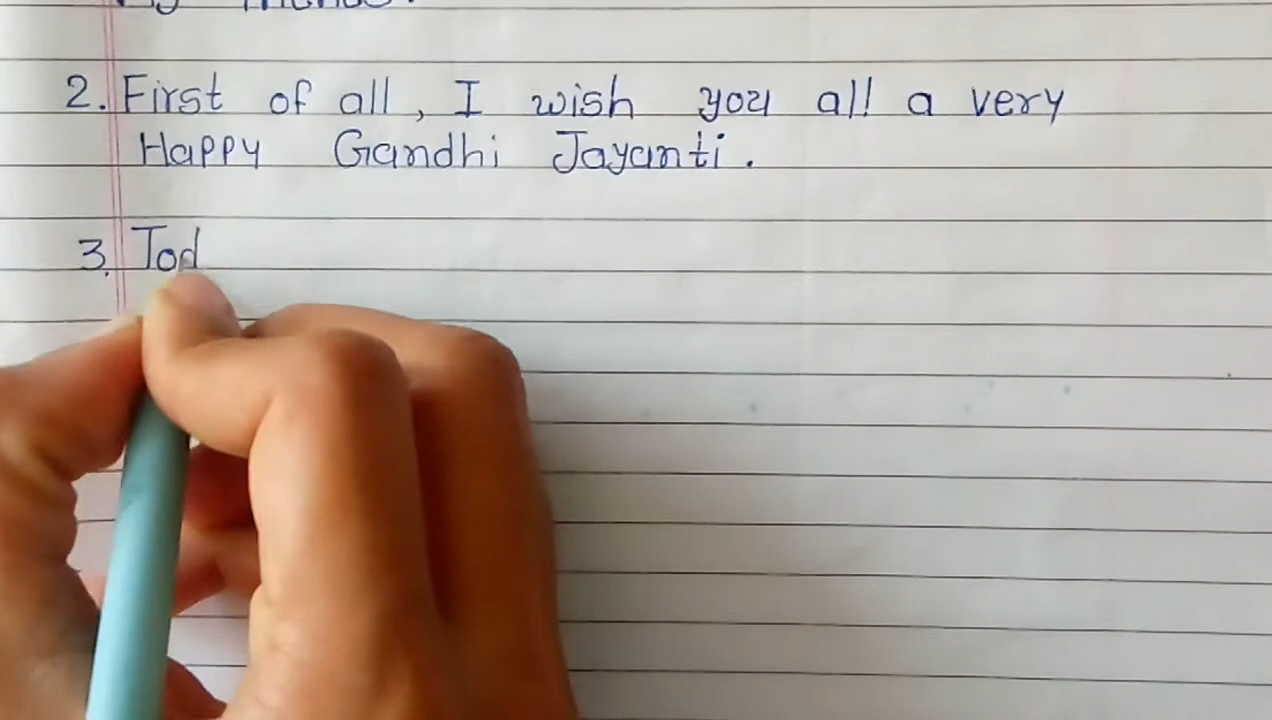 2. First of all, I wish you all a very
Happy Gandhi Jayanti.
3. Tod